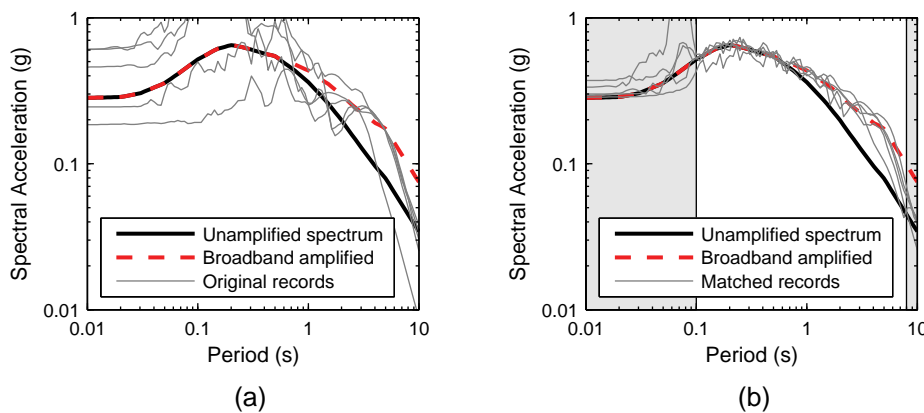 1
0.1
0.01
Spectral Acceleration (g)
Unamplified spectrum
Broadband amplified
Original records
0.01 0.1 1 10
Period (s)
(a)
1
0.1
0.01
Spectral Acceleration (g)
Unamplified spectrum
Broadband amplified
Matched records
0.01 0.1 1 10
Period (s)
(b)